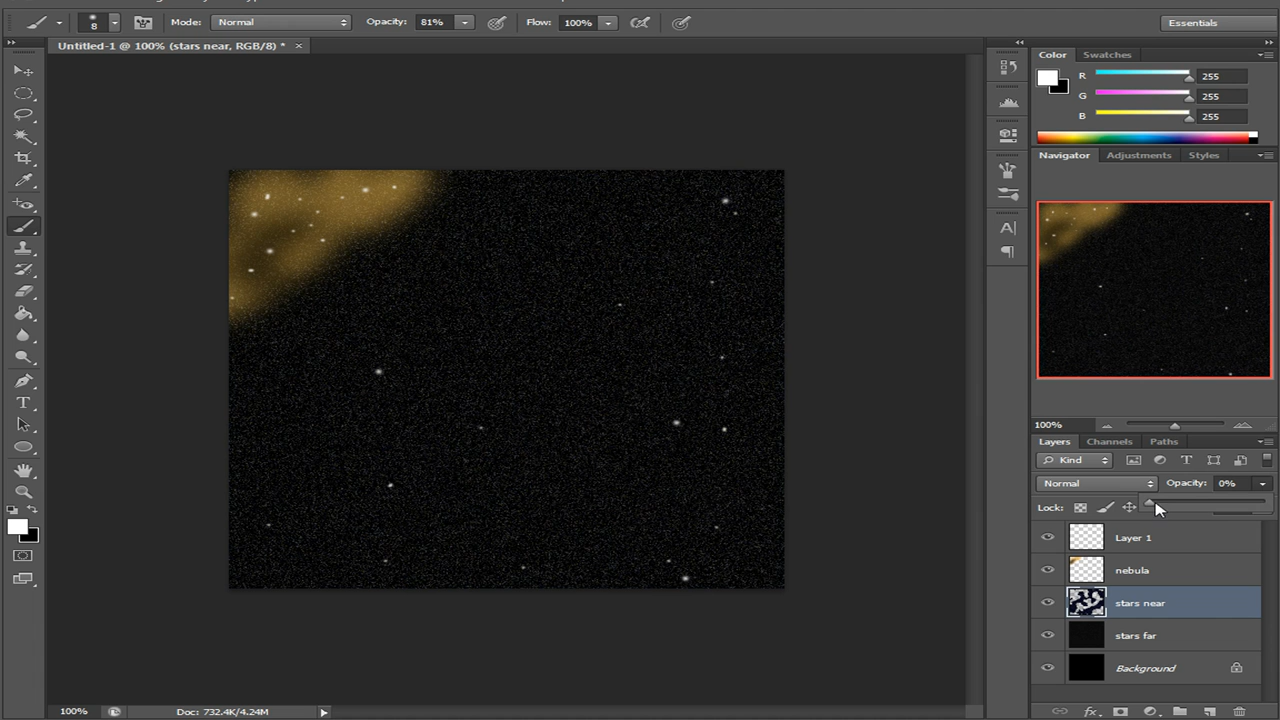 8
Mode: Normal
Opacity: 81%
Flow: 100%
Essentials
Untitled-1 @ 100% (stars near, RGB/8) *
Color Swatches
R 255
G 255
B 255
Navigator Adjustments Styles
100%
Layers Channels Paths
Kind
Normal Opacity: 0%
Lock:
Layer 1
nebula
stars near
stars far
Background
100% Doc: 732.4K/4.24M